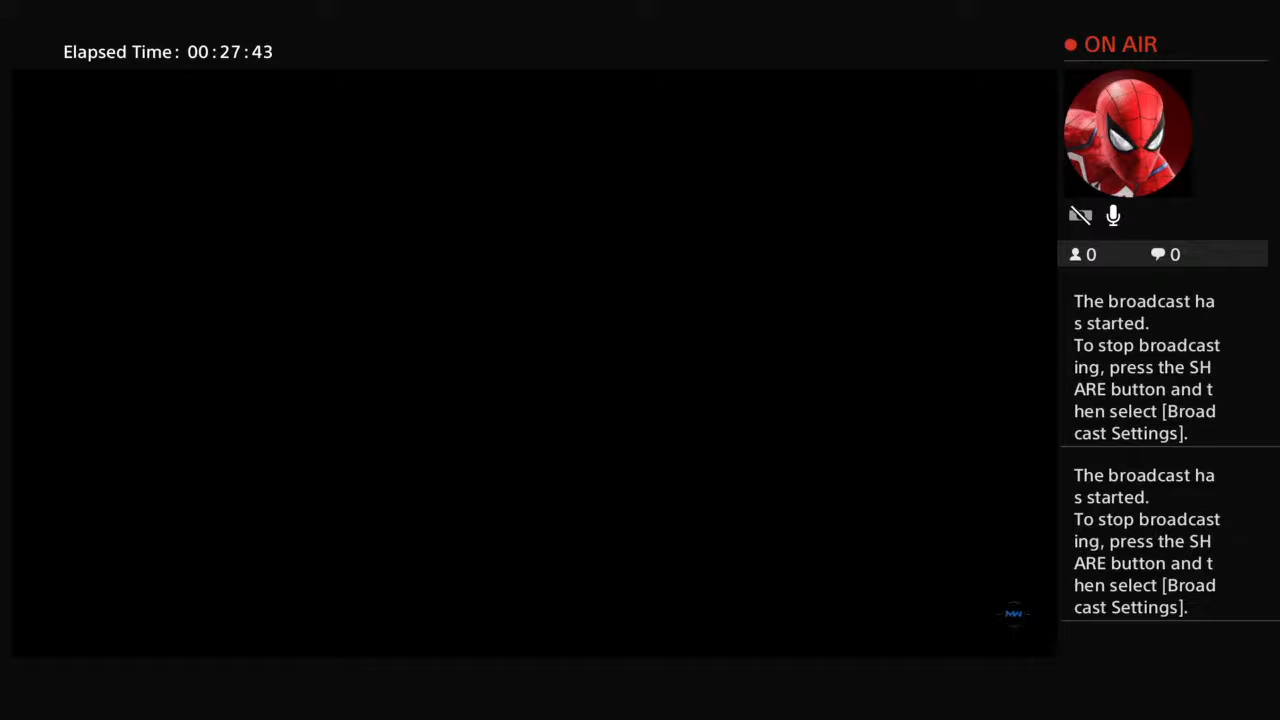 Elapsed Time: 00:27:43
ON AIR
0 0
The broadcast ha
s started.
To stop broadcast
ing, press the SH
ARE button and t
hen select [Broad
cast Settings].
The broadcast ha
s started.
To stop broadcast
ing, press the SH
ARE button and t
hen select [Broad
cast Settings].
MW